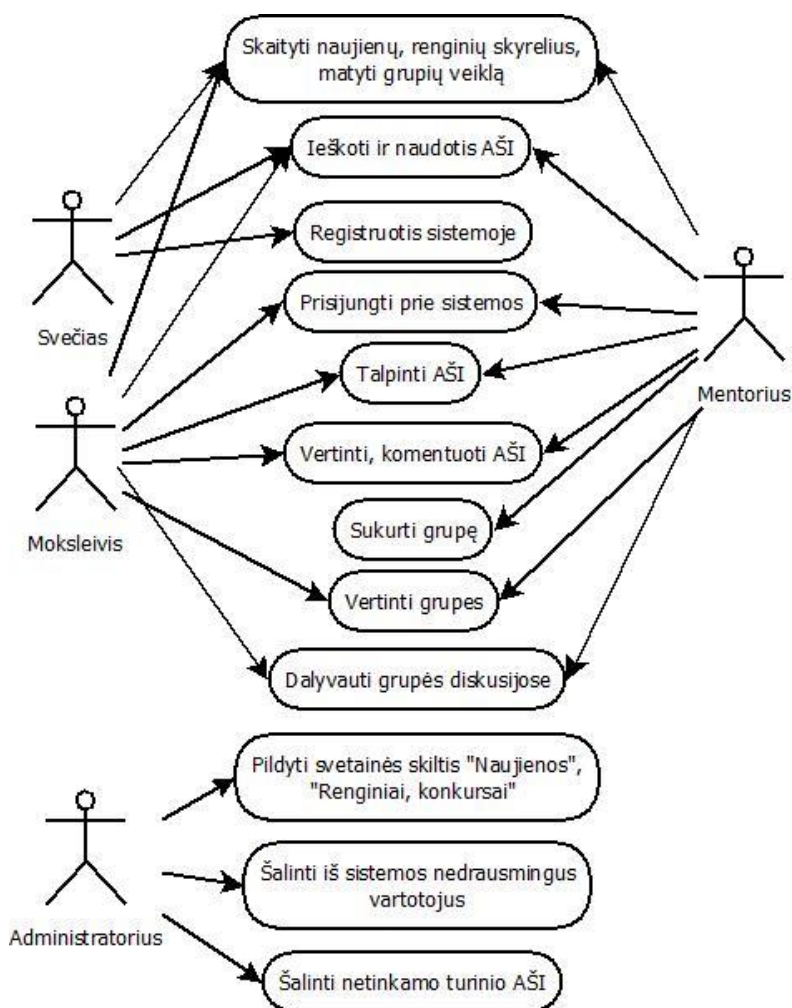 Skaityti naujienų, renginių skyrelius,
matyti grupių veiklą
Ieškoti ir naudotis AŠI
Registruotis sistemoje
Svečias
Prisijungti prie sistemos
Talpinti AŠI
Mentorius
Vertinti, komentuoti AŠI
Moksleivis
Sukurti grupę
Vertinti grupes
Dalyvauti grupės diskusijose
Pildyti svetainės skiltis "Naujienos",
"Renginiai, konkursai"
Šalinti iš sistemos nedrausmingus
vartotojus
Administratorius
Šalinti netinkamo turinio AŠI